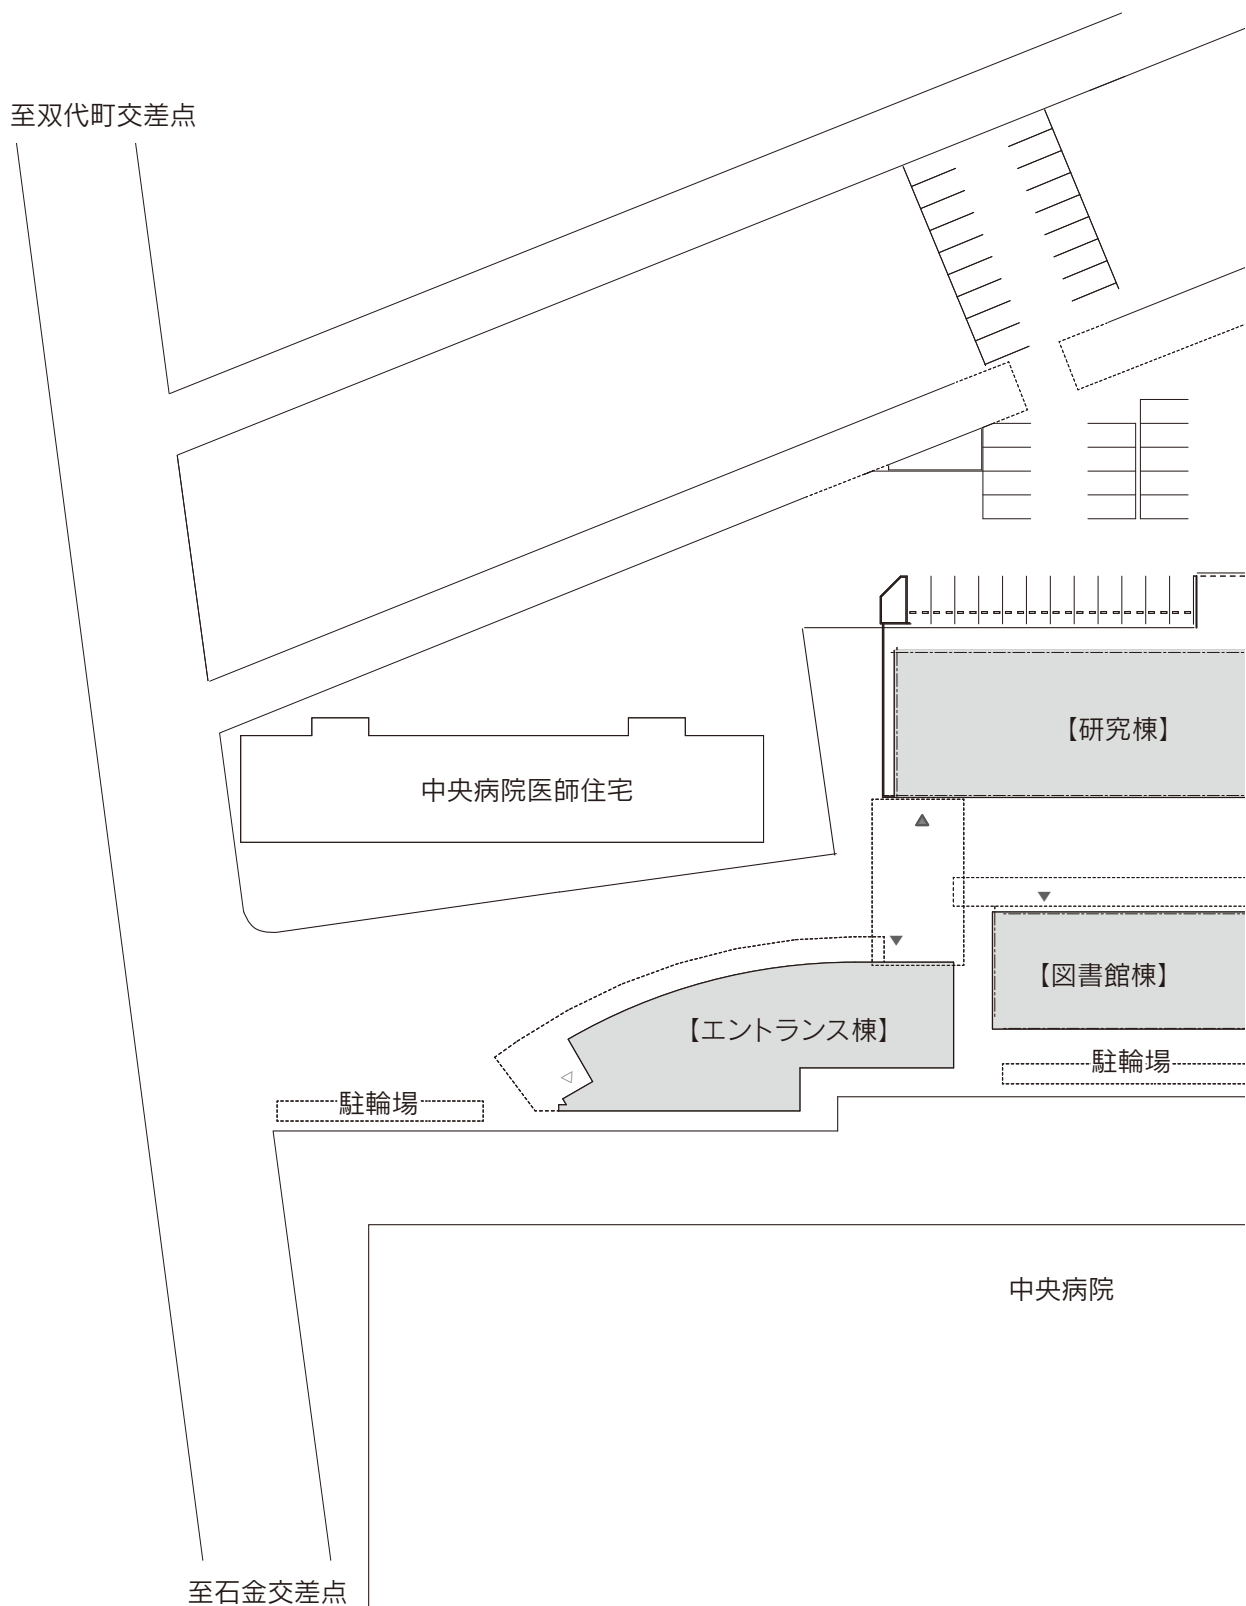 至双代町交差点
【研究棟】
中央病院医師住宅
【図書館棟】
【エントランス棟】
駐輪場
駐輪場
中央病院
至石金交差点